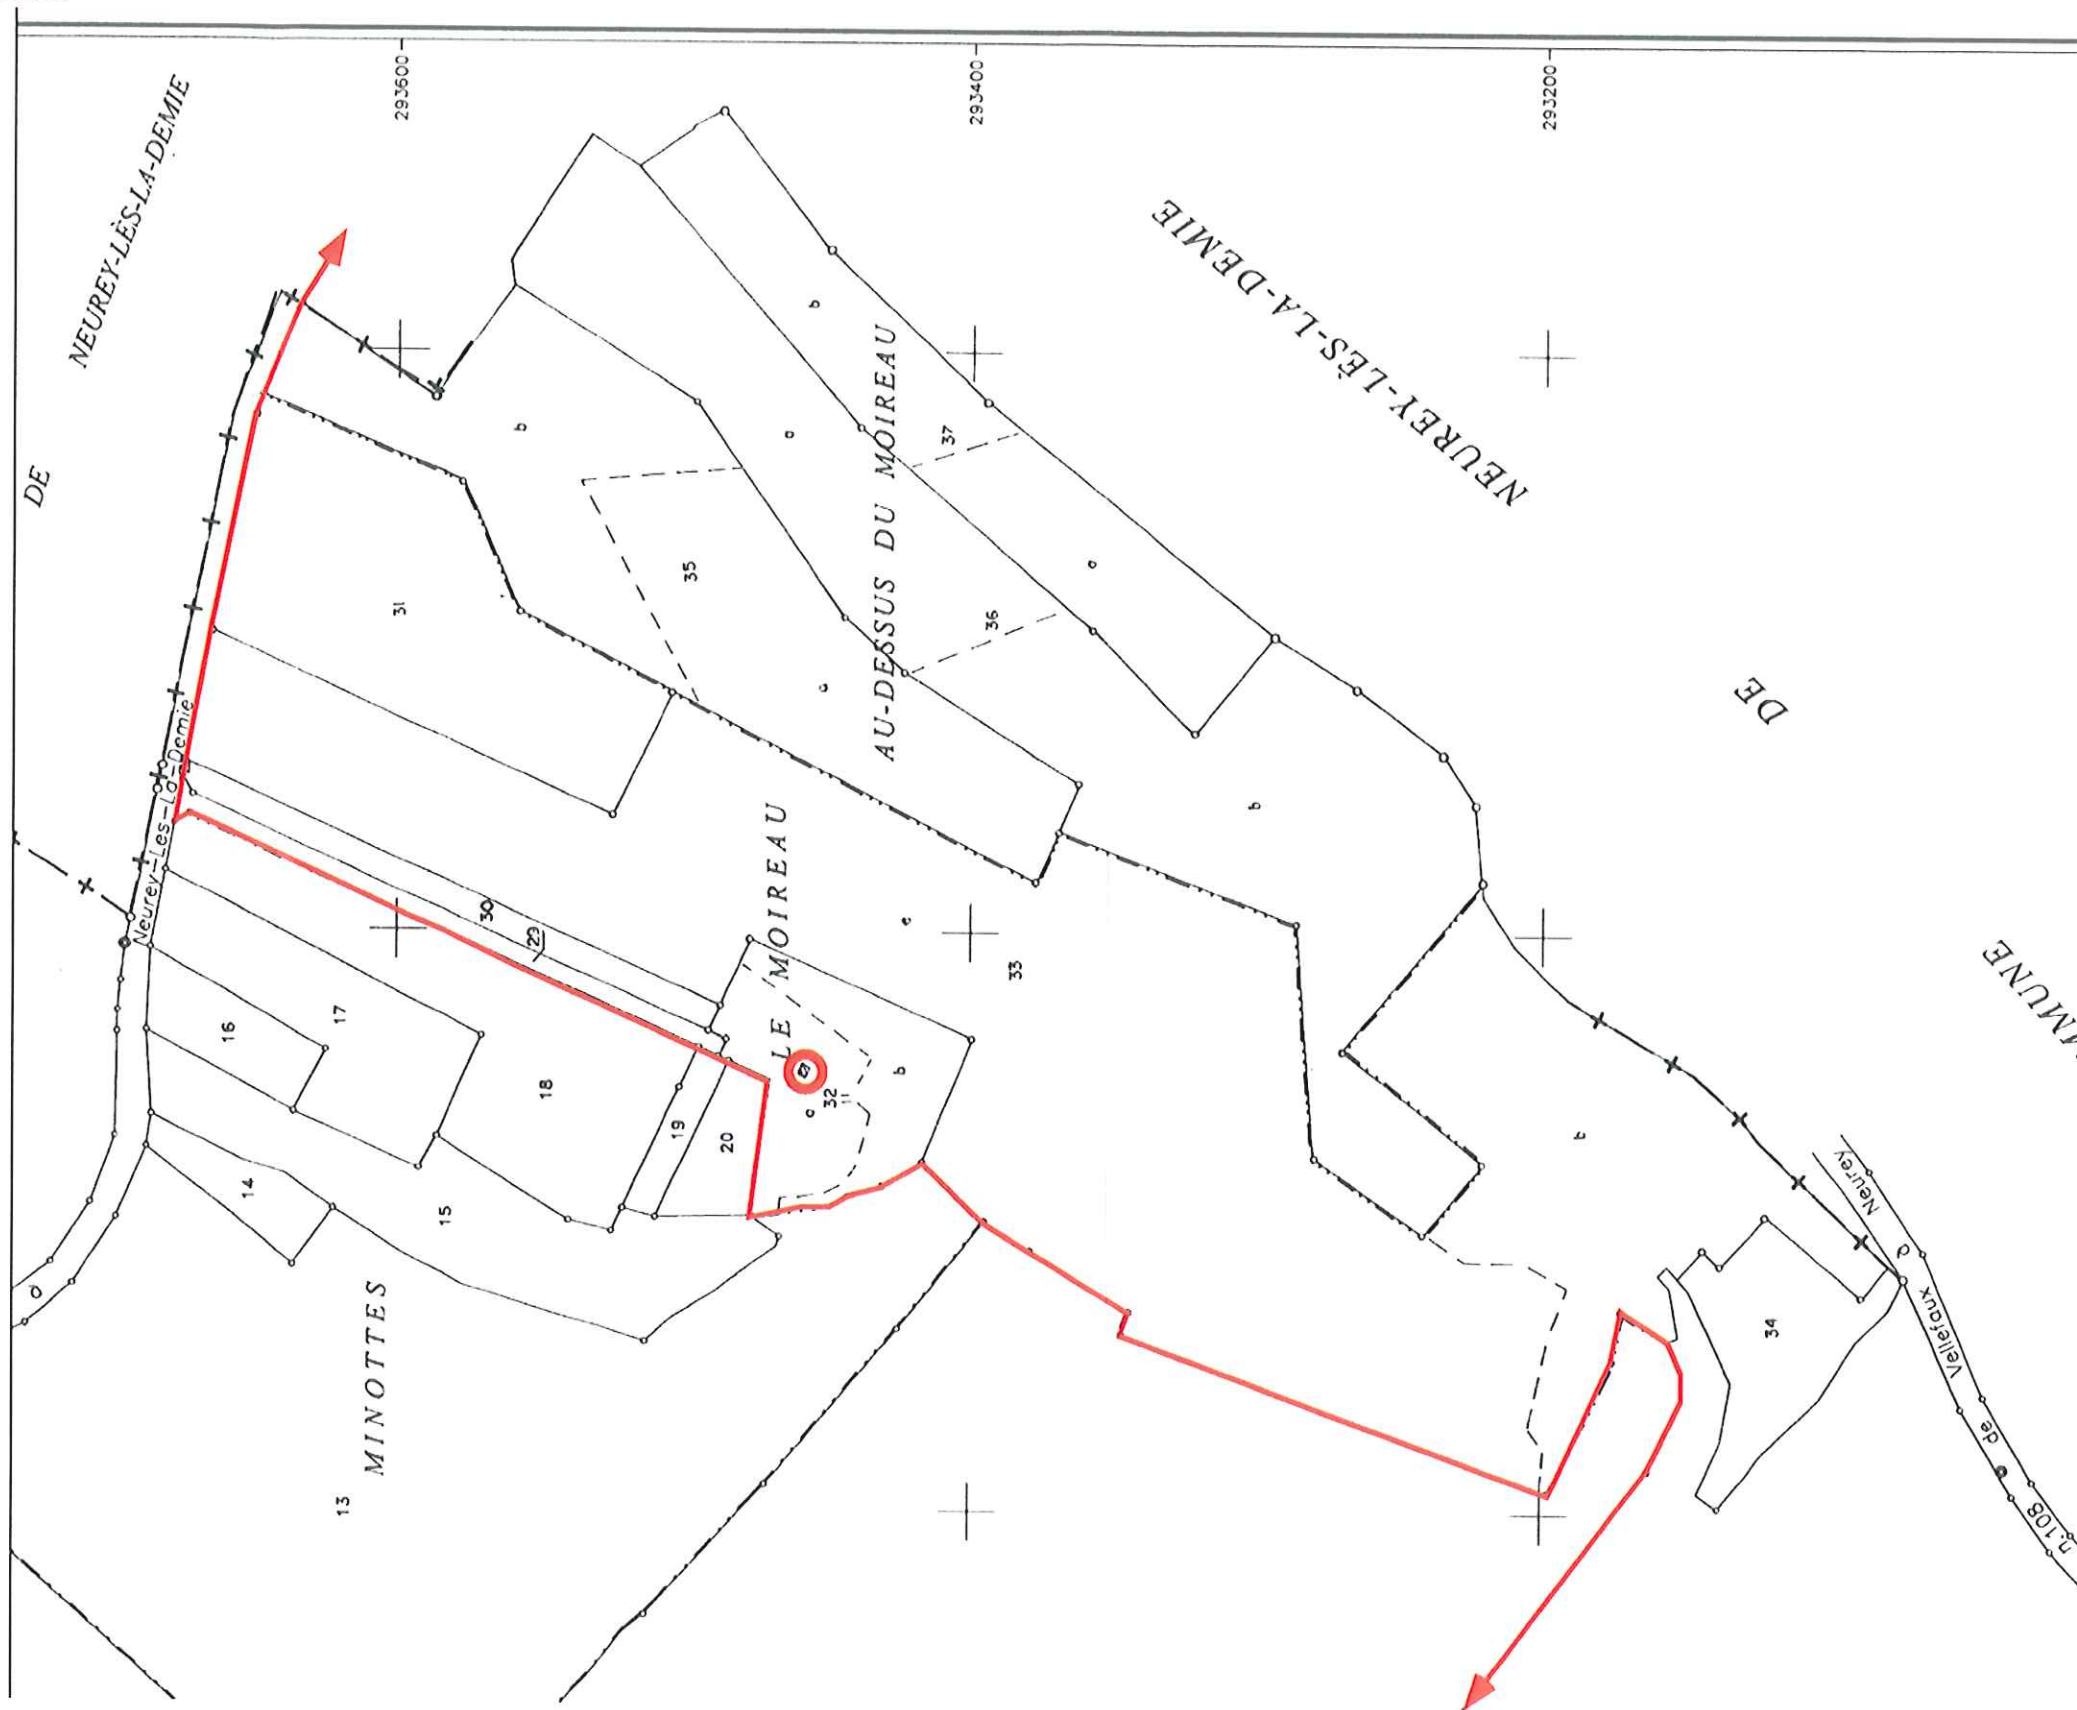 293600
293400
293200
NEUREY-LÈS-LA-DEMIE
DE
NEUREY-LÈS-LA-DEMIE
DE
MUNE
AU-DESSUS DU MOIREAU
LE MOIREAU
MINOTTES
Neurey-Les-La-Demie
b
b
a
37
35
a
36
31
a
b
30
29
e
33
16
17
18
b
32
11
a
19
20
14
15
b
d
13
34
Neurey
à
Vellefaux
de
n.108